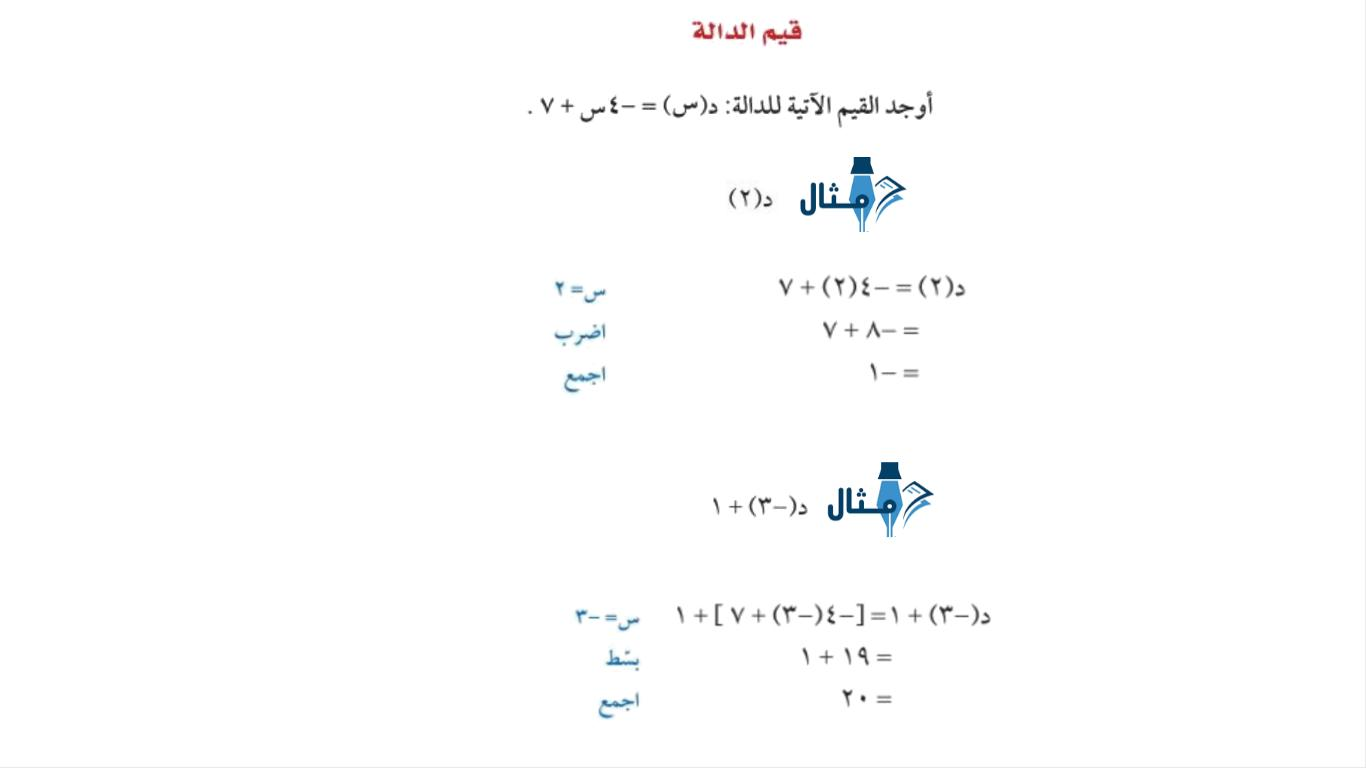 قيم الدالة
أوجد القيم الآتية للدالة: د(س) = –٤س + ٧ .
مثال د(٢)
د(٢) = –٤(٢) + ٧ س = ٢
= –٨ + ٧ اضرب
= –١ اجمع
مثال د(–٣) + ١
د(–٣) + ١ = [–٤(–٣) + ٧ ] + ١ س = –٣
= ١٩ + ١ بسّط
= ٢٠ اجمع